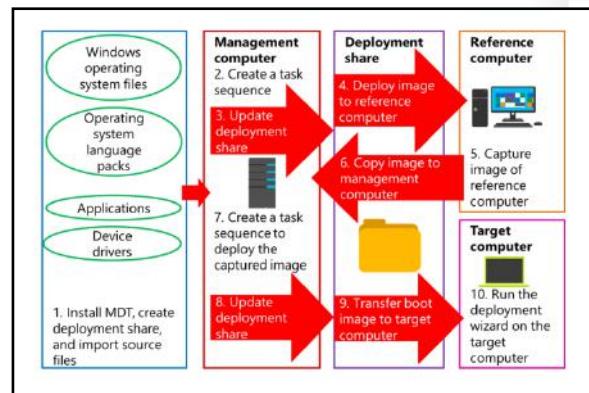 Windows
operating
system files
Operating
system
language
packs
Applications
Device
drivers
1. Install MDT, create
deployment share,
and import source
files
Management
computer
2. Create a task
sequence
3. Update
deployment
share
7. Create a task
sequence to
deploy the
captured image
8. Update
deployment
share
Deployment
share
4. Deploy image
to reference
computer
6. Copy image to
management
computer
9. Transfer boot
image to target
computer
Reference
computer
5. Capture
image of
reference
computer
Target
computer
10. Run the
deployment
wizard on the
target
computer